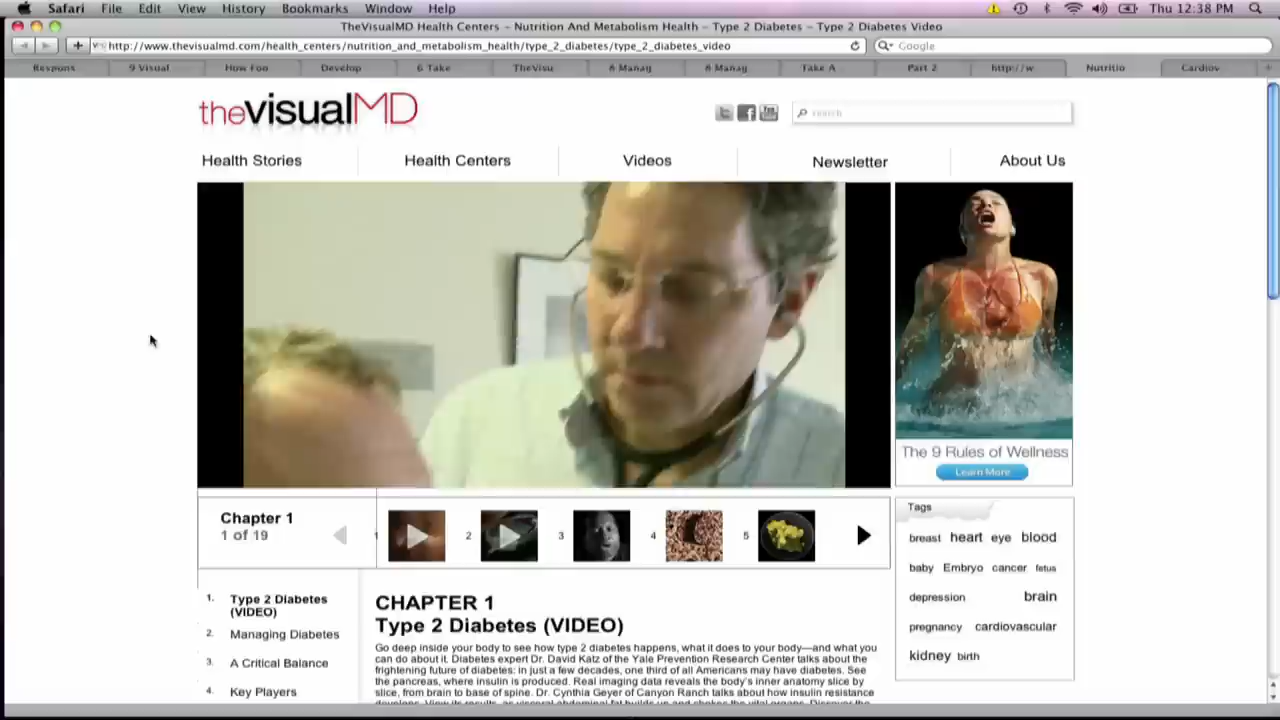 Safari File Edit View History Bookmarks Window Help Thu 12:38 PM
TheVisualMD Health Centers – Nutrition And Metabolism Health – Type 2 Diabetes – Type 2 Diabetes Video
http://www.thevisualmd.com/health_centers/nutrition_and_metabolism_health/type_2_diabetes/type_2_diabetes_video
Google
Respons 9 Visual How Foo Develop 6 Take TheVisu 8 Manag 8 Manag Take A Part 2 http://w Nutritio Cardiov
thevisualMD
You Tube
search
Health Stories Health Centers Videos Newsletter About Us
The 9 Rules of Wellness
Learn More
Chapter 1
1 of 19
1 2 3 4 5
1. Type 2 Diabetes
(VIDEO)
2. Managing Diabetes
3. A Critical Balance
4. Key Players
CHAPTER 1
Type 2 Diabetes (VIDEO)
Go deep inside your body to see how type 2 diabetes happens, what it does to your body—and what you
can do about it. Diabetes expert Dr. David Katz of the Yale Prevention Research Center talks about the
frightening future of diabetes: in just a few decades, one third of all Americans may have diabetes. See
the pancreas, where insulin is produced. Real imaging data reveals the body's inner anatomy slice by
slice, from brain to base of spine. Dr. Cynthia Geyer of Canyon Ranch talks about how insulin resistance
Tags
breast heart eye blood
baby Embryo cancer fetus
depression brain
pregnancy cardiovascular
kidney birth